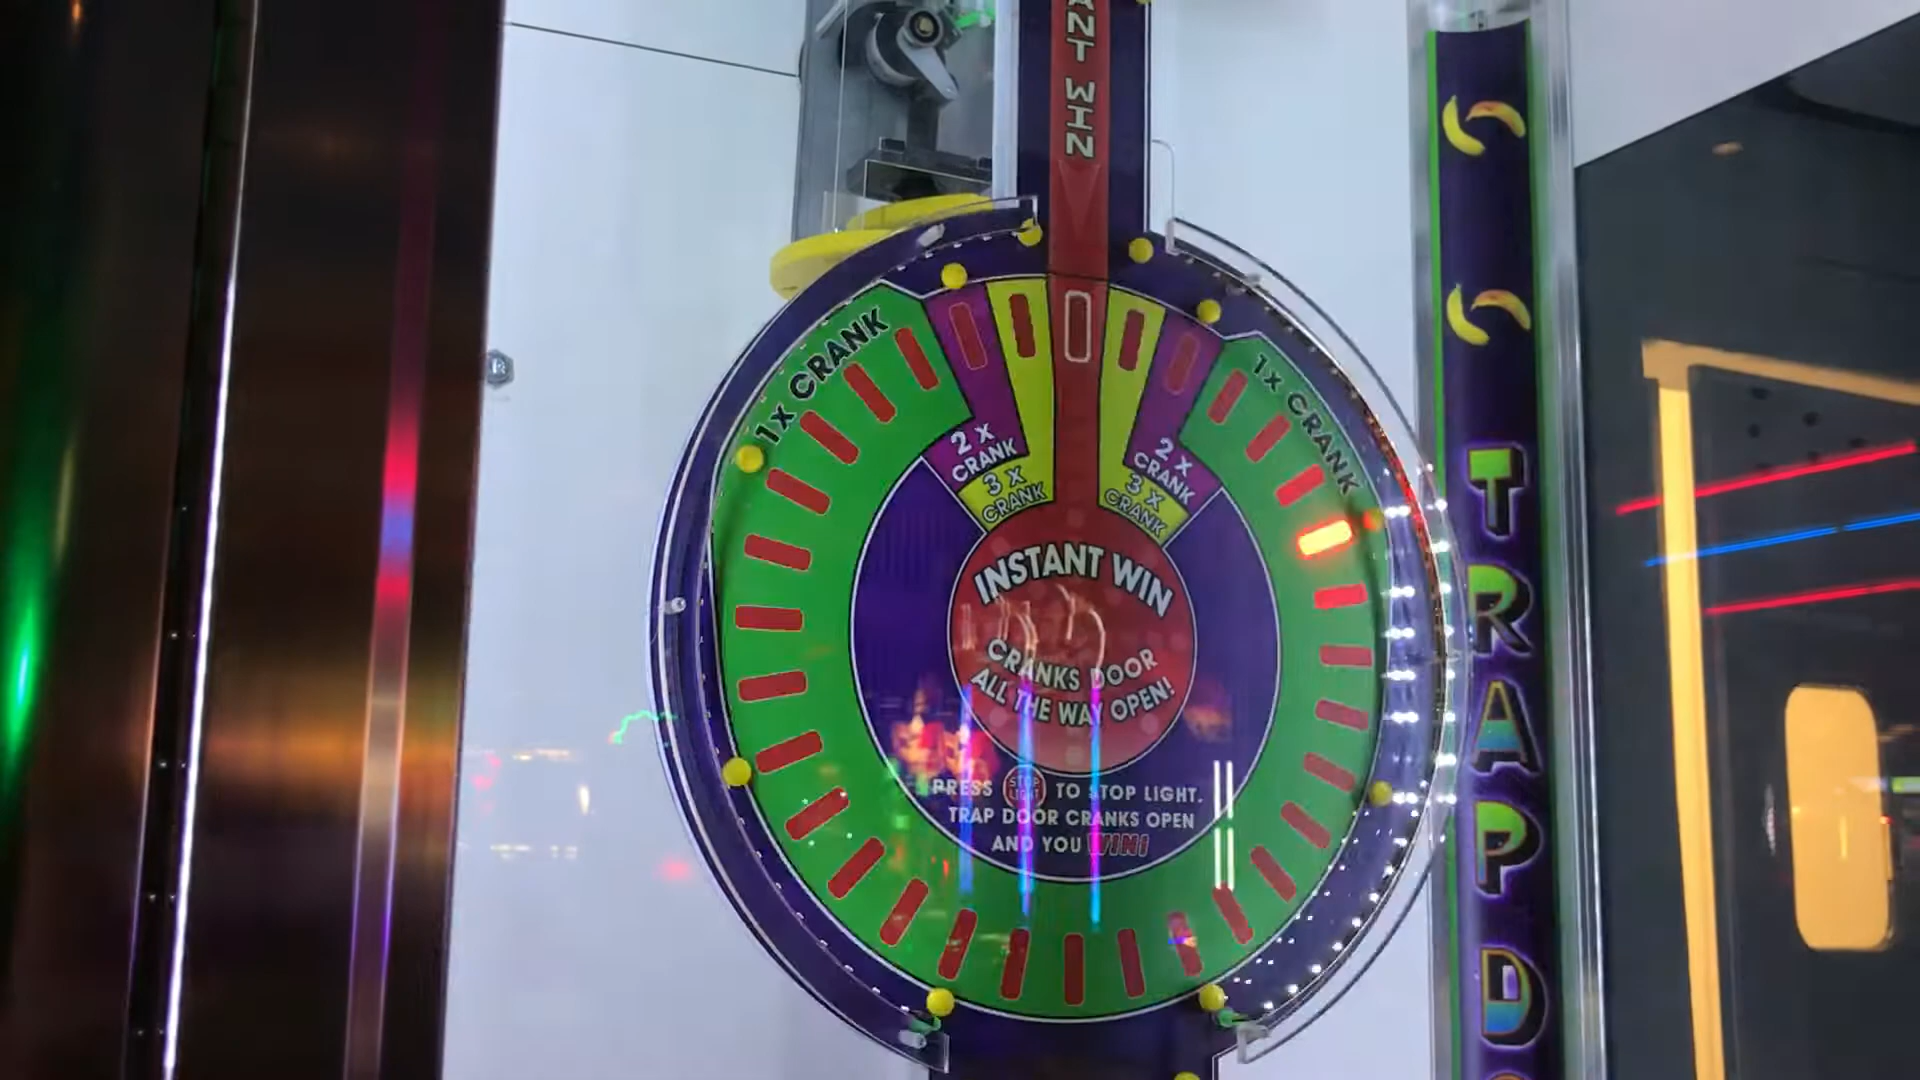 ANT WIN
1x CRANK
1x CRANK
2 x
CRANK
3 x
CRANK
2 x
CRANK
3 x
CRANK
INSTANT WIN
CRANKS DOOR
ALL THE WAY OPEN!
PRESS STOP LIGHT TO STOP LIGHT.
TRAP DOOR CRANKS OPEN
AND YOU WIN!
TRAP D